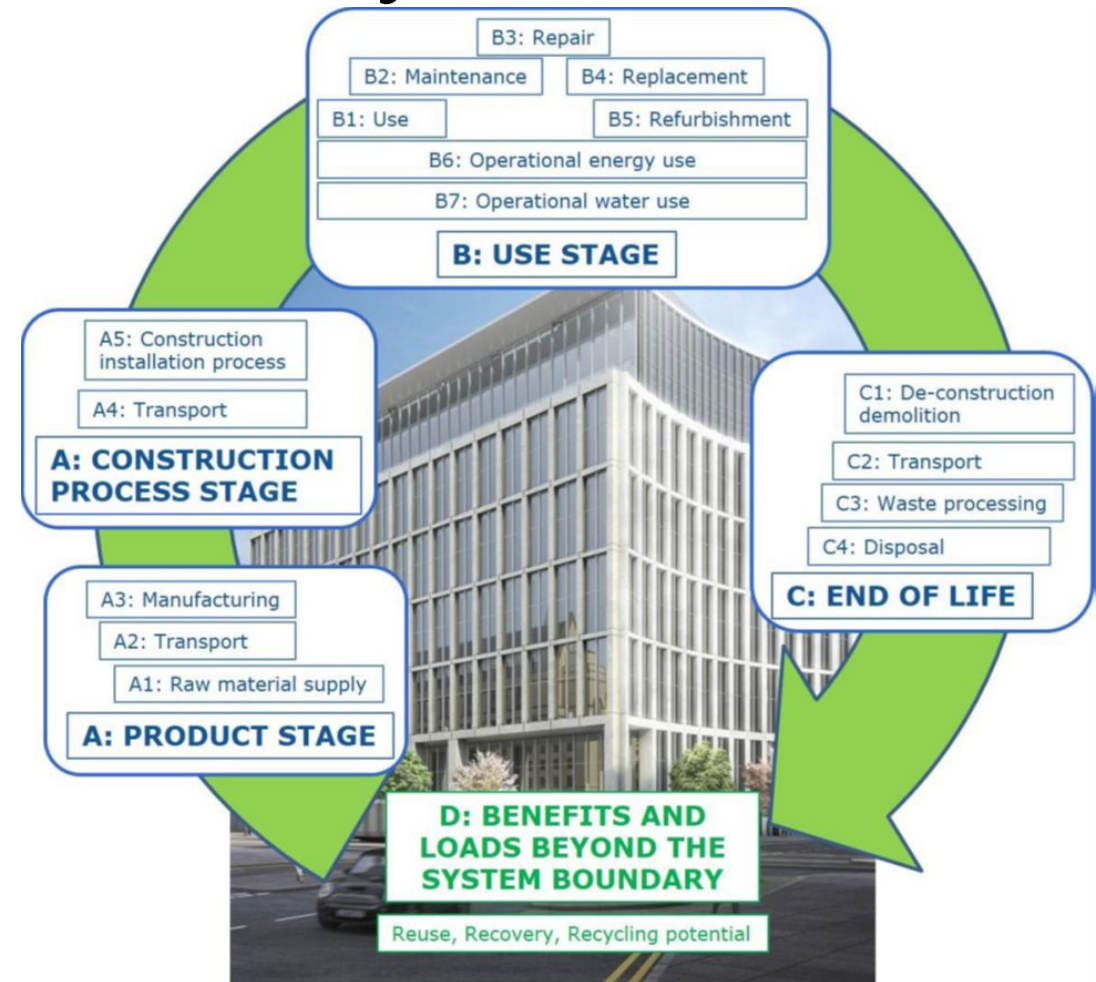 B3: Repair
B2: Maintenance
B4: Replacement
B1: Use
B5: Refurbishment
B6: Operational energy use
B7: Operational water use
B: USE STAGE
A5: Construction
installation process
A4: Transport
A: CONSTRUCTION
PROCESS STAGE
A3: Manufacturing
A2: Transport
A1: Raw material supply
A: PRODUCT STAGE
C1: De-construction
demolition
C2: Transport
C3: Waste processing
C4: Disposal
C: END OF LIFE
D: BENEFITS AND
LOADS BEYOND THE
SYSTEM BOUNDARY
Reuse, Recovery, Recycling potential